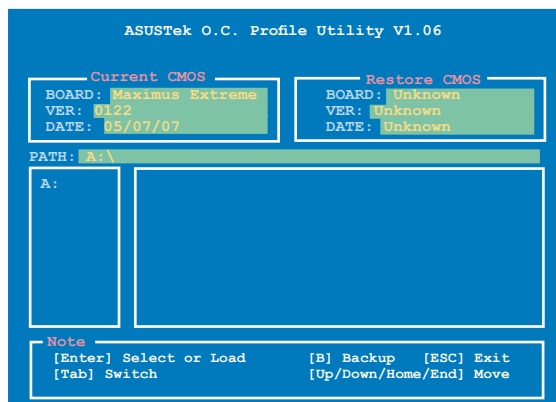 ASUSTek O.C. Profile Utility V1.06
Current CMOS
BOARD: Maximus Extreme
VER: 0122
DATE: 05/07/07
Restore CMOS
BOARD: Unknown
VER: Unknown
DATE: Unknown
PATH: A:\
A:
Note
[Enter] Select or Load [B] Backup [ESC] Exit
[Tab] Switch [Up/Down/Home/End] Move